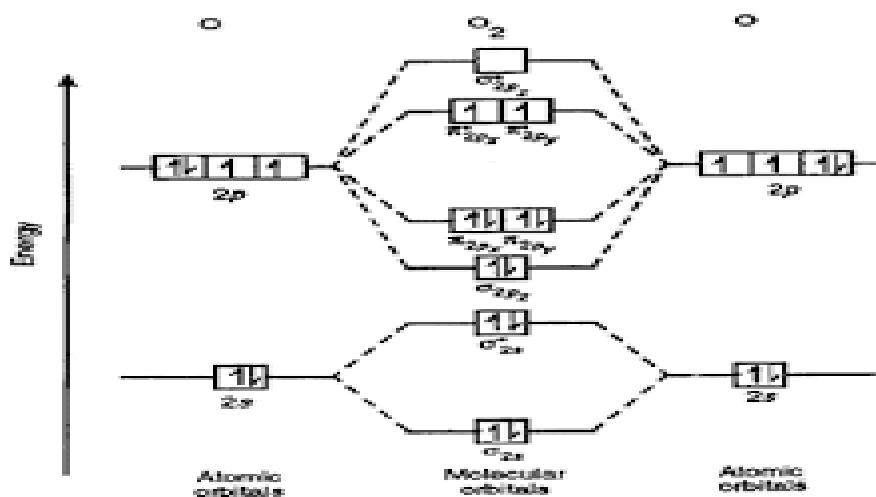 O O₂ O
σ*2pz
π*2px π*2py
2p 2p
Energy
π2px π2py
σ2pz
σ*2s
2s 2s
σ2s
Atomic orbitals
Molecular orbitals
Atomic orbitals